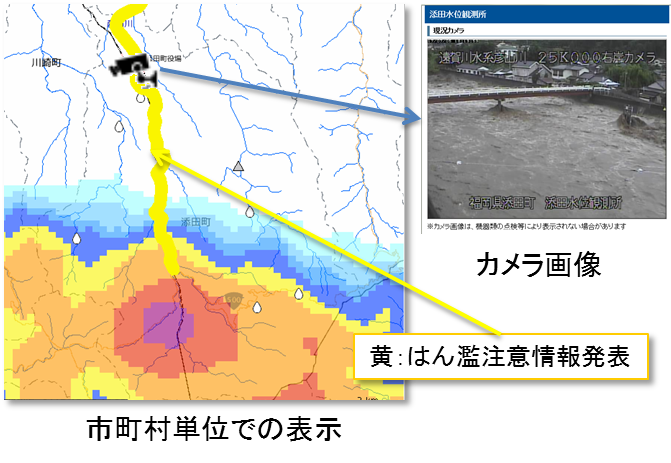 川崎町
添田町役場
添田町
市町村単位での表示
添田水位観測所
現況カメラ
遠賀川水系彦山川 25K000右岸カメラ
福岡県添田町 添田水位観測所
※カメラ画像は、機器類の点検等により表示されない場合があります
カメラ画像
黄：はん濫注意情報発表